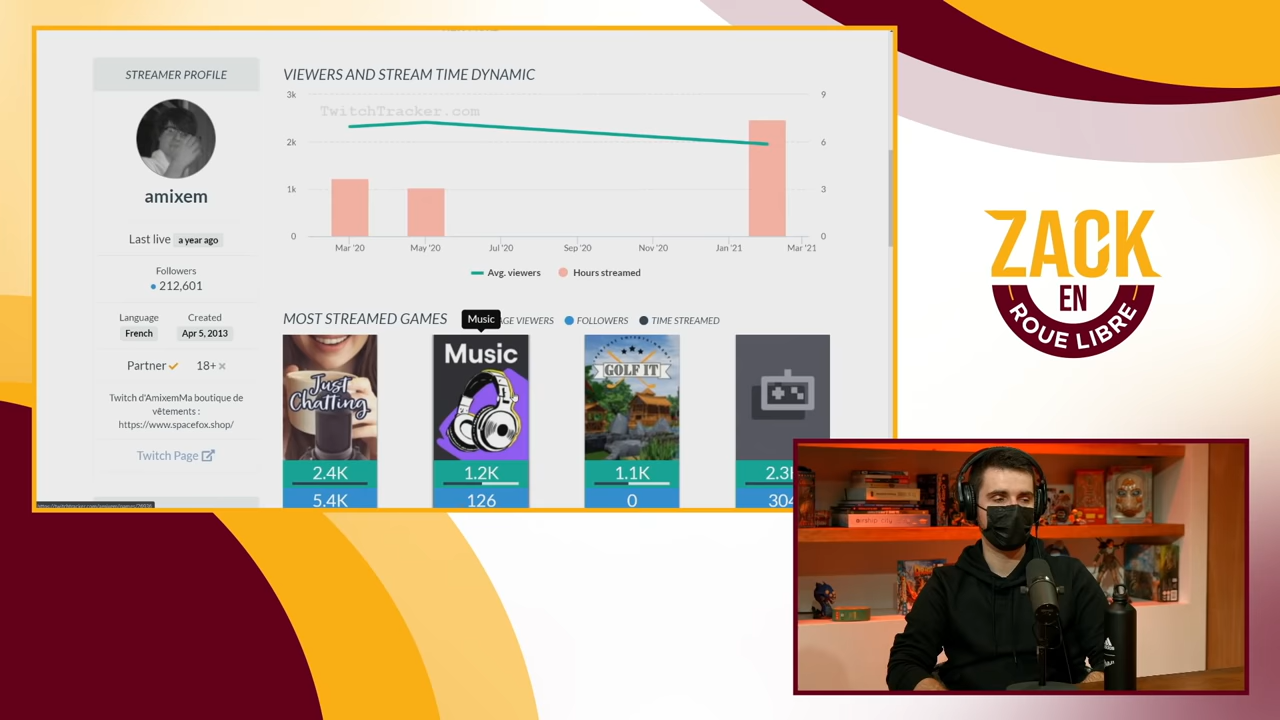 STREAMER PROFILE
amixem
Last live a year ago
Followers
212,601
Language Created
French Apr 5, 2013
Partner 18+
Twitch d'AmixemMa boutique de
vêtements :
https://www.spacefox.shop/
Twitch Page
VIEWERS AND STREAM TIME DYNAMIC
TwitchTracker.com
3k 9
2k 6
1k 3
0 0
Mar '20 May '20 Jul '20 Sep '20 Nov '20 Jan '21 Mar '21
Avg. viewers Hours streamed
MOST STREAMED GAMES Music VIEWERS FOLLOWERS TIME STREAMED
Just
Chatting
Music
GOLF IT
2.4K 1.2K 1.1K
5.4K 126 0
ZACK
EN
ROUE LIBRE
adidas